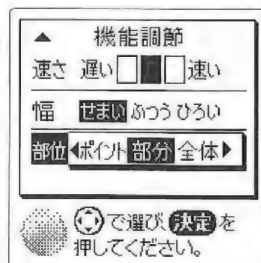 ▲ 機能調節
速さ 遅い 速い
幅 せまい ふつう ひろい
部位 ◀ポイント 部分 全体▶
で選び、決定を
押してください。